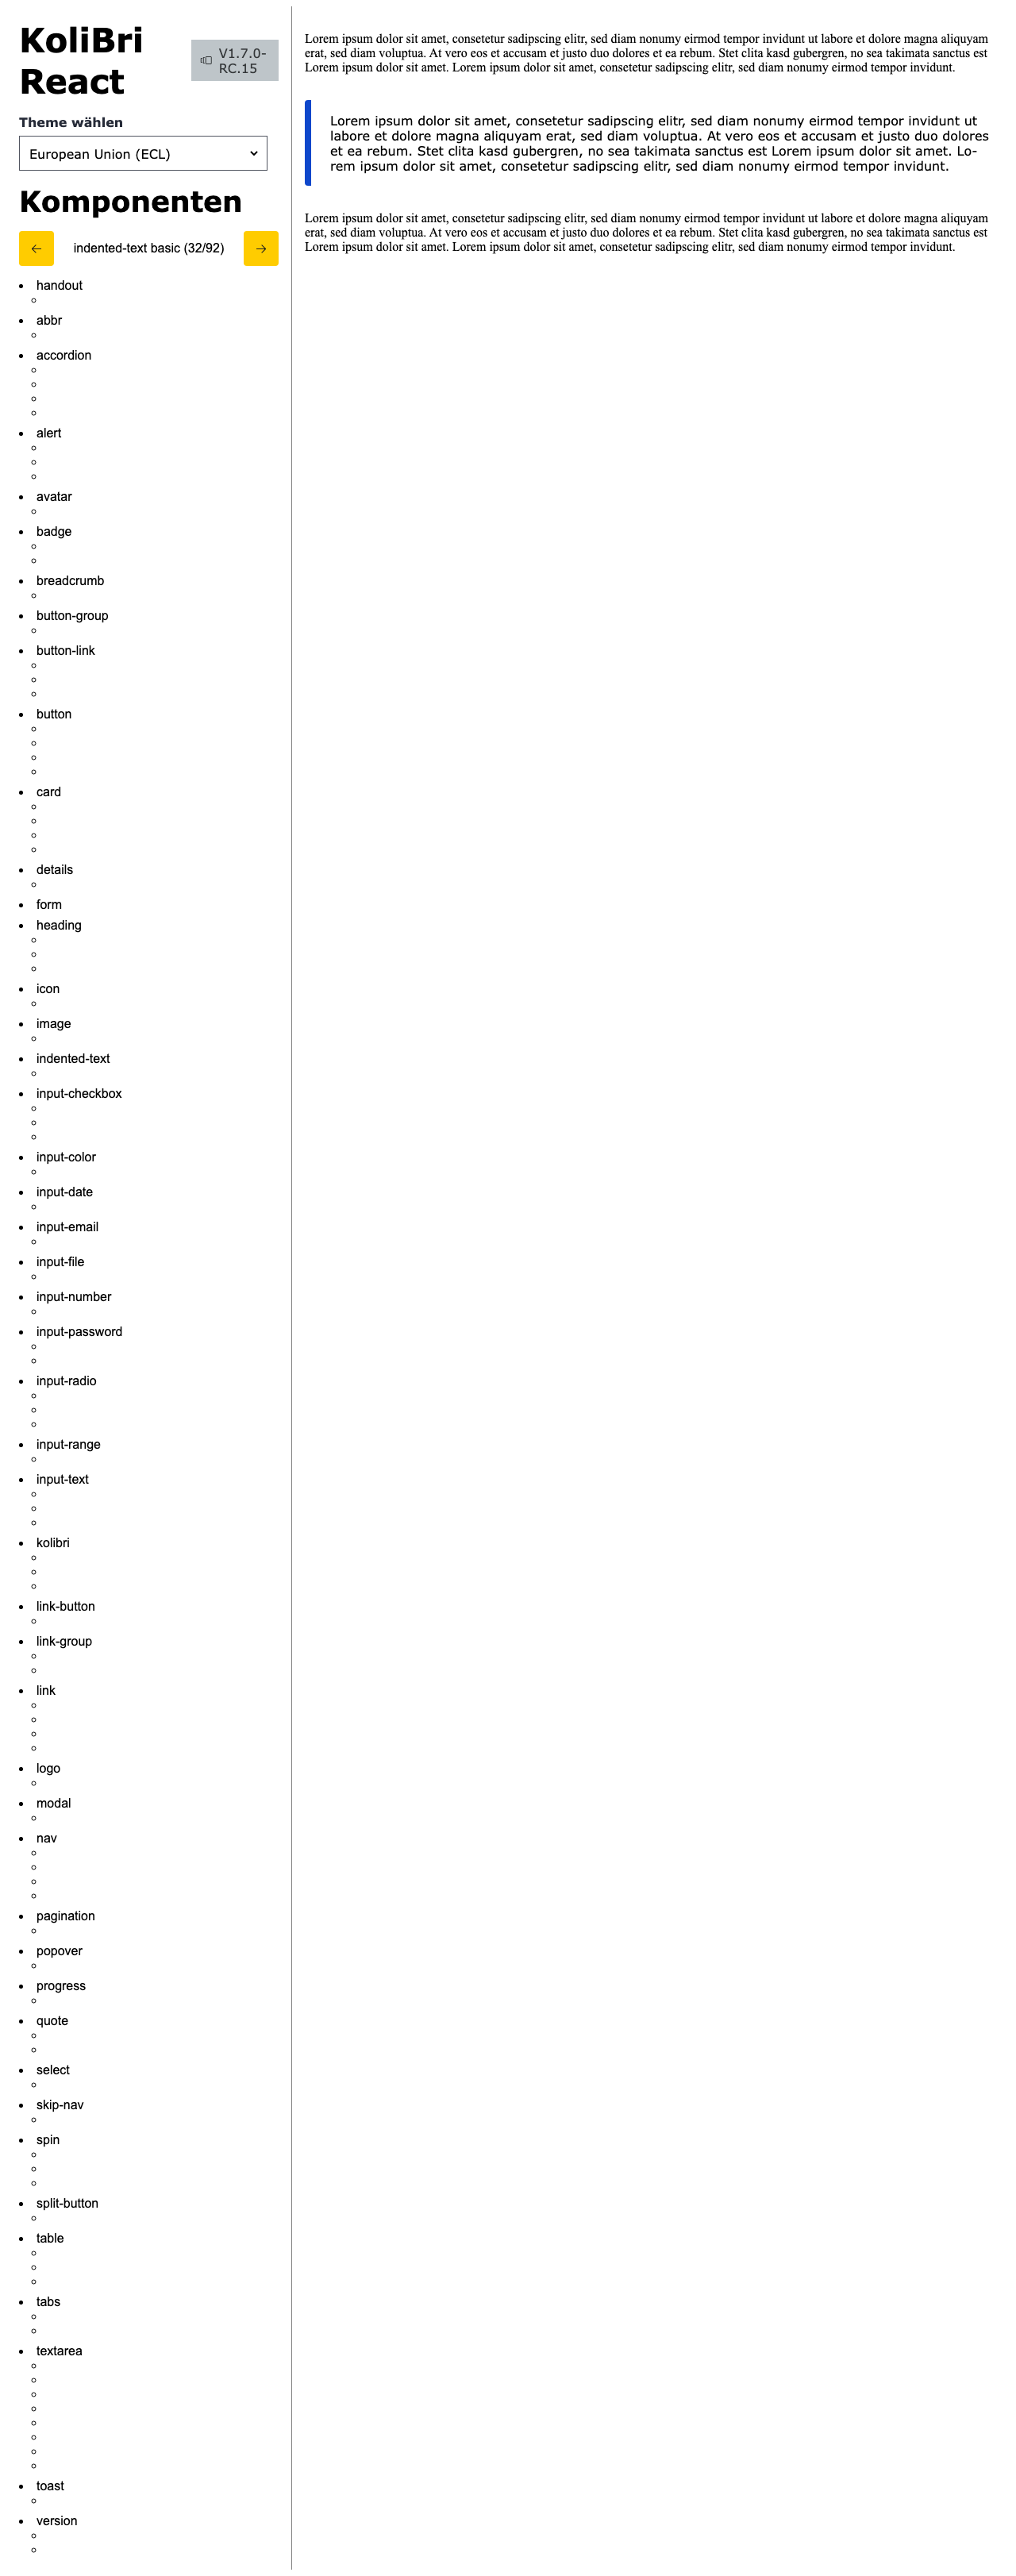 KoliBri
React
V1.7.0-
RC.15
Theme wählen
European Union (ECL)
Komponenten
← indented-text basic (32/92) →
handout
abbr
accordion
alert
avatar
badge
breadcrumb
button-group
button-link
button
card
details
form
heading
icon
image
indented-text
input-checkbox
input-color
input-date
input-email
input-file
input-number
input-password
input-radio
input-range
input-text
kolibri
link-button
link-group
link
logo
modal
nav
pagination
popover
progress
quote
select
skip-nav
spin
split-button
table
tabs
textarea
toast
version
Lorem ipsum dolor sit amet, consetetur sadipscing elitr, sed diam nonumy eirmod tempor invidunt ut labore et dolore magna aliquyam
erat, sed diam voluptua. At vero eos et accusam et justo duo dolores et ea rebum. Stet clita kasd gubergren, no sea takimata sanctus est
Lorem ipsum dolor sit amet. Lorem ipsum dolor sit amet, consetetur sadipscing elitr, sed diam nonumy eirmod tempor invidunt.
Lorem ipsum dolor sit amet, consetetur sadipscing elitr, sed diam nonumy eirmod tempor invidunt ut
labore et dolore magna aliquyam erat, sed diam voluptua. At vero eos et accusam et justo duo dolores
et ea rebum. Stet clita kasd gubergren, no sea takimata sanctus est Lorem ipsum dolor sit amet. Lo-
rem ipsum dolor sit amet, consetetur sadipscing elitr, sed diam nonumy eirmod tempor invidunt.
Lorem ipsum dolor sit amet, consetetur sadipscing elitr, sed diam nonumy eirmod tempor invidunt ut labore et dolore magna aliquyam
erat, sed diam voluptua. At vero eos et accusam et justo duo dolores et ea rebum. Stet clita kasd gubergren, no sea takimata sanctus est
Lorem ipsum dolor sit amet. Lorem ipsum dolor sit amet, consetetur sadipscing elitr, sed diam nonumy eirmod tempor invidunt.